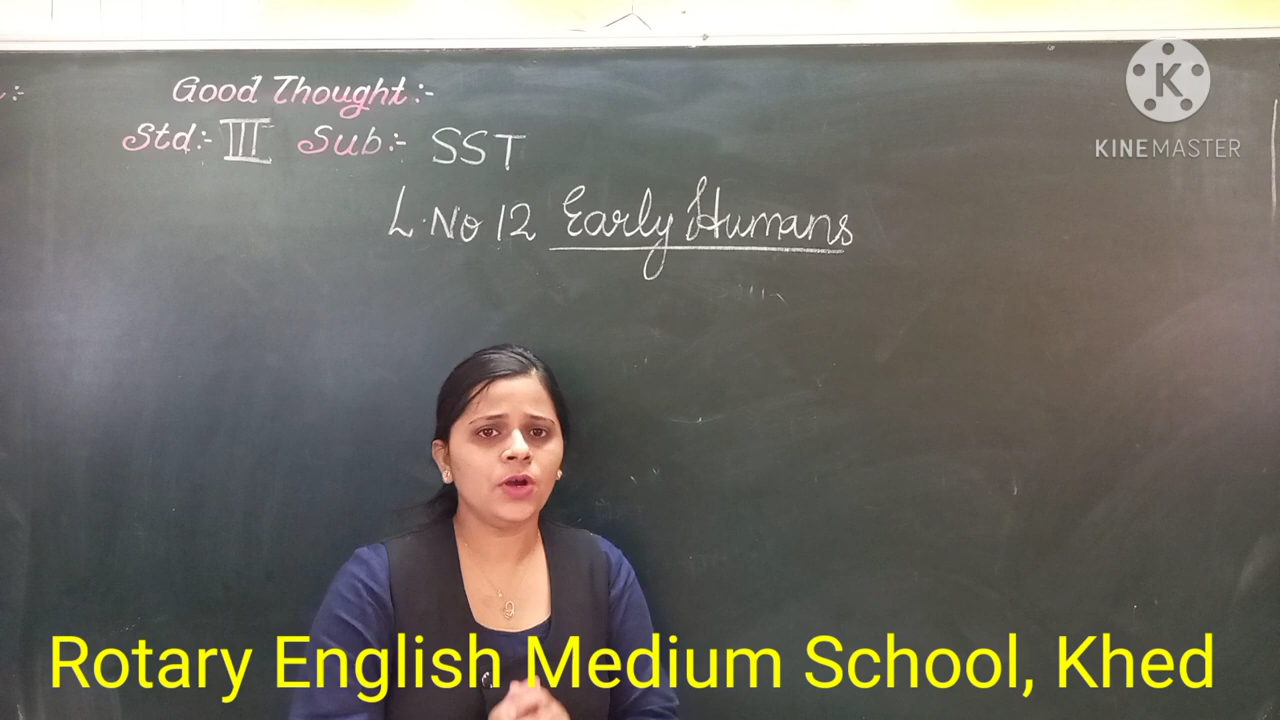 Good Thought:-
Std:- III Sub:- SST
L.No 12 Early Humans
K
KINEMASTER
Rotary English Medium School, Khed